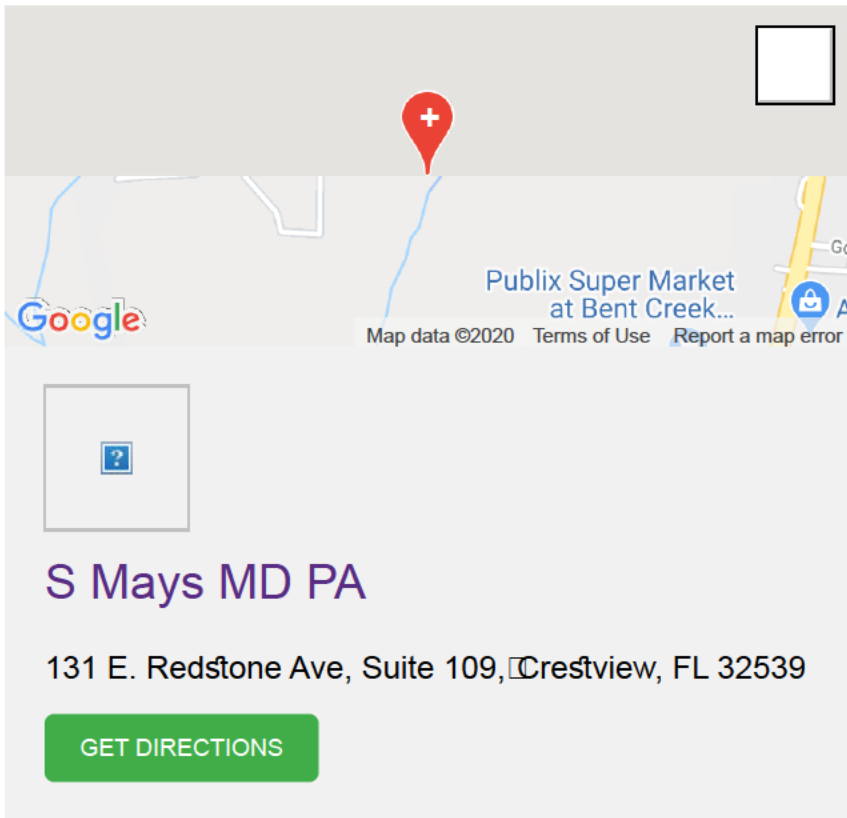 Go
Publix Super Market
at Bent Creek...
A
Google
Map data ©2020 Terms of Use Report a map error
?
S Mays MD PA
131 E. Redstone Ave, Suite 109, Crestview, FL 32539
GET DIRECTIONS